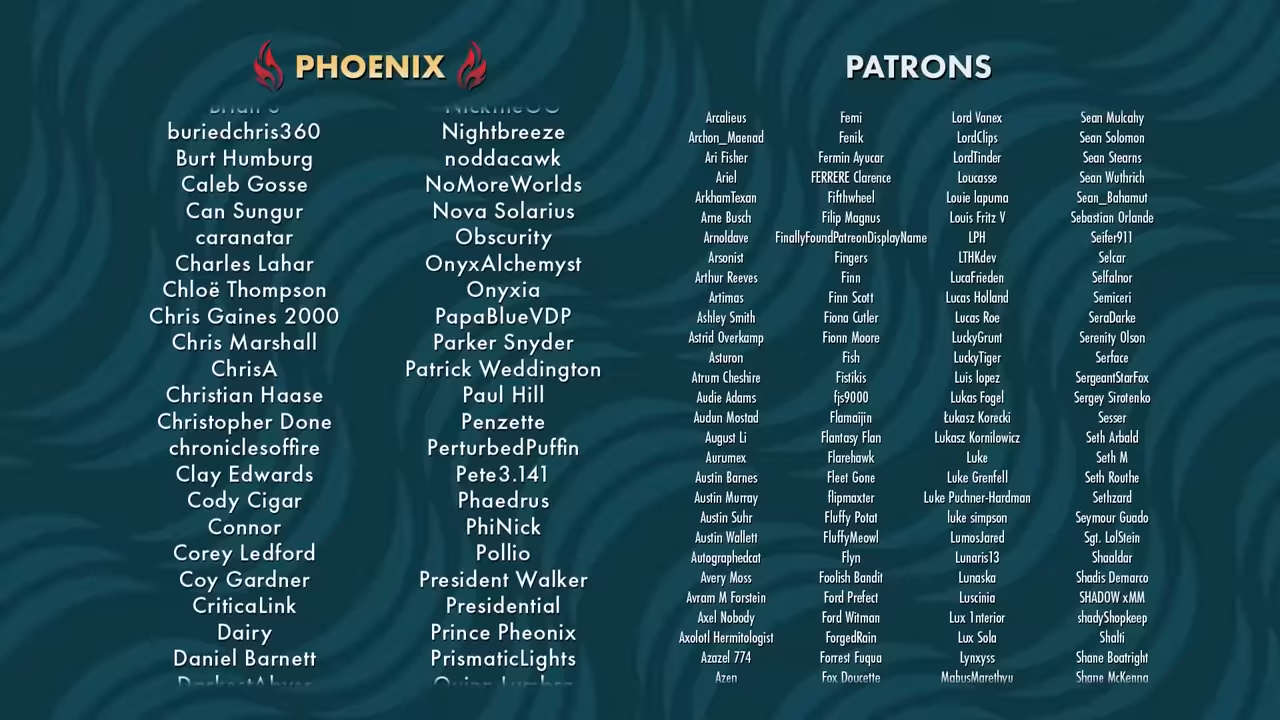 PHOENIX
buriedchris360
Burt Humburg
Caleb Gosse
Can Sungur
caranatar
Charles Lahar
Chloë Thompson
Chris Gaines 2000
Chris Marshall
ChrisA
Christian Haase
Christopher Done
chroniclesoffire
Clay Edwards
Cody Cigar
Connor
Corey Ledford
Coy Gardner
CriticaLink
Dairy
Daniel Barnett
Nightbreeze
noddacawk
NoMoreWorlds
Nova Solarius
Obscurity
OnyxAlchemyst
Onyxia
PapaBlueVDP
Parker Snyder
Patrick Weddington
Paul Hill
Penzette
PerturbedPuffin
Pete3.141
Phaedrus
PhiNick
Pollio
President Walker
Presidential
Prince Pheonix
PrismaticLights
PATRONS
Arcalieus
Archon_Maenad
Ari Fisher
Ariel
ArkhamTexan
Arne Busch
Arnoldave
Arsonist
Arthur Reeves
Artimas
Ashley Smith
Astrid Overkamp
Asturon
Atrum Cheshire
Audie Adams
Audun Mostad
August Li
Aurumex
Austin Barnes
Austin Murray
Austin Suhr
Austin Wallett
Autographedcat
Avery Moss
Avram M Forstein
Axel Nobody
Axolotl Hermitologist
Azazel 774
Azen
Femi
Fenik
Fermin Ayucar
FERRERE Clarence
Fifthwheel
Filip Magnus
FinallyFoundPatreonDisplayName
Fingers
Finn
Finn Scott
Fiona Cutler
Fionn Moore
Fish
Fistikis
fjs9000
Flamaijin
Flantasy Flan
Flarehawk
Fleet Gone
flipmaxter
Fluffy Potat
FluffyMeowl
Flyn
Foolish Bandit
Ford Prefect
Ford Witman
ForgedRain
Forrest Fuqua
Fox Doucette
Lord Vanex
LordClips
LordTinder
Loucasse
Louie lapuma
Louis Fritz V
LPH
LTHKdev
LucaFrieden
Lucas Holland
Lucas Roe
LuckyGrunt
LuckyTiger
Luis lopez
Lukas Fogel
Łukasz Korecki
Lukasz Kornilowicz
Luke
Luke Grenfell
Luke Puchner-Hardman
luke simpson
LumosJared
Lunaris13
Lunaska
Luscinia
Lux 1nterior
Lux Sola
Lynxyss
MabusMarethyu
Sean Mulcahy
Sean Solomon
Sean Stearns
Sean Wuthrich
Sean_Bahamut
Sebastian Orlande
Seifer911
Selcar
Selfalnor
Semiceri
SeraDarke
Serenity Olson
Serface
SergeantStarFox
Sergey Sirotenko
Sesser
Seth Arbald
Seth M
Seth Routhe
Sethzard
Seymour Guado
Sgt. LolStein
Shaaldar
Shadis Demarco
SHADOW xMM
shadyShopkeep
Shalti
Shane Boatright
Shane McKenna